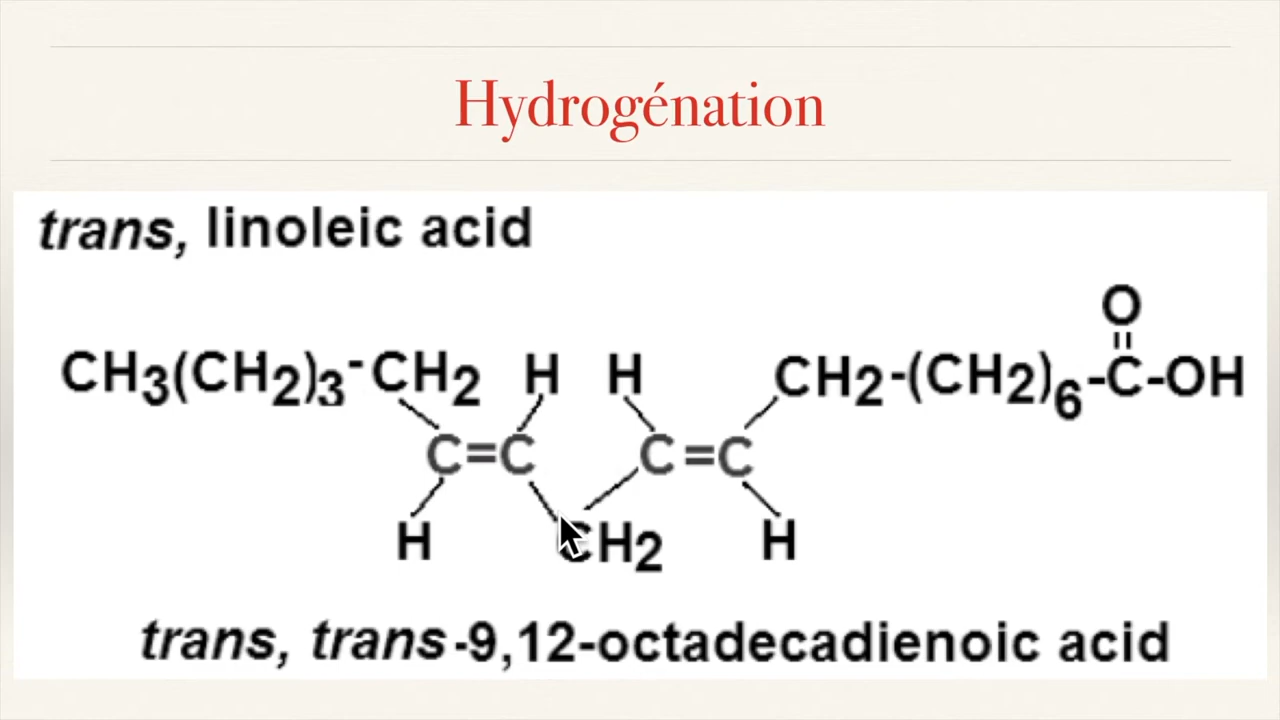 Hydrogénation
trans, linoleic acid
O
CH3(CH2)3-CH2 H H CH2-(CH2)6-C-OH
C=C C=C
H CH2 H
trans, trans-9,12-octadecadienoic acid